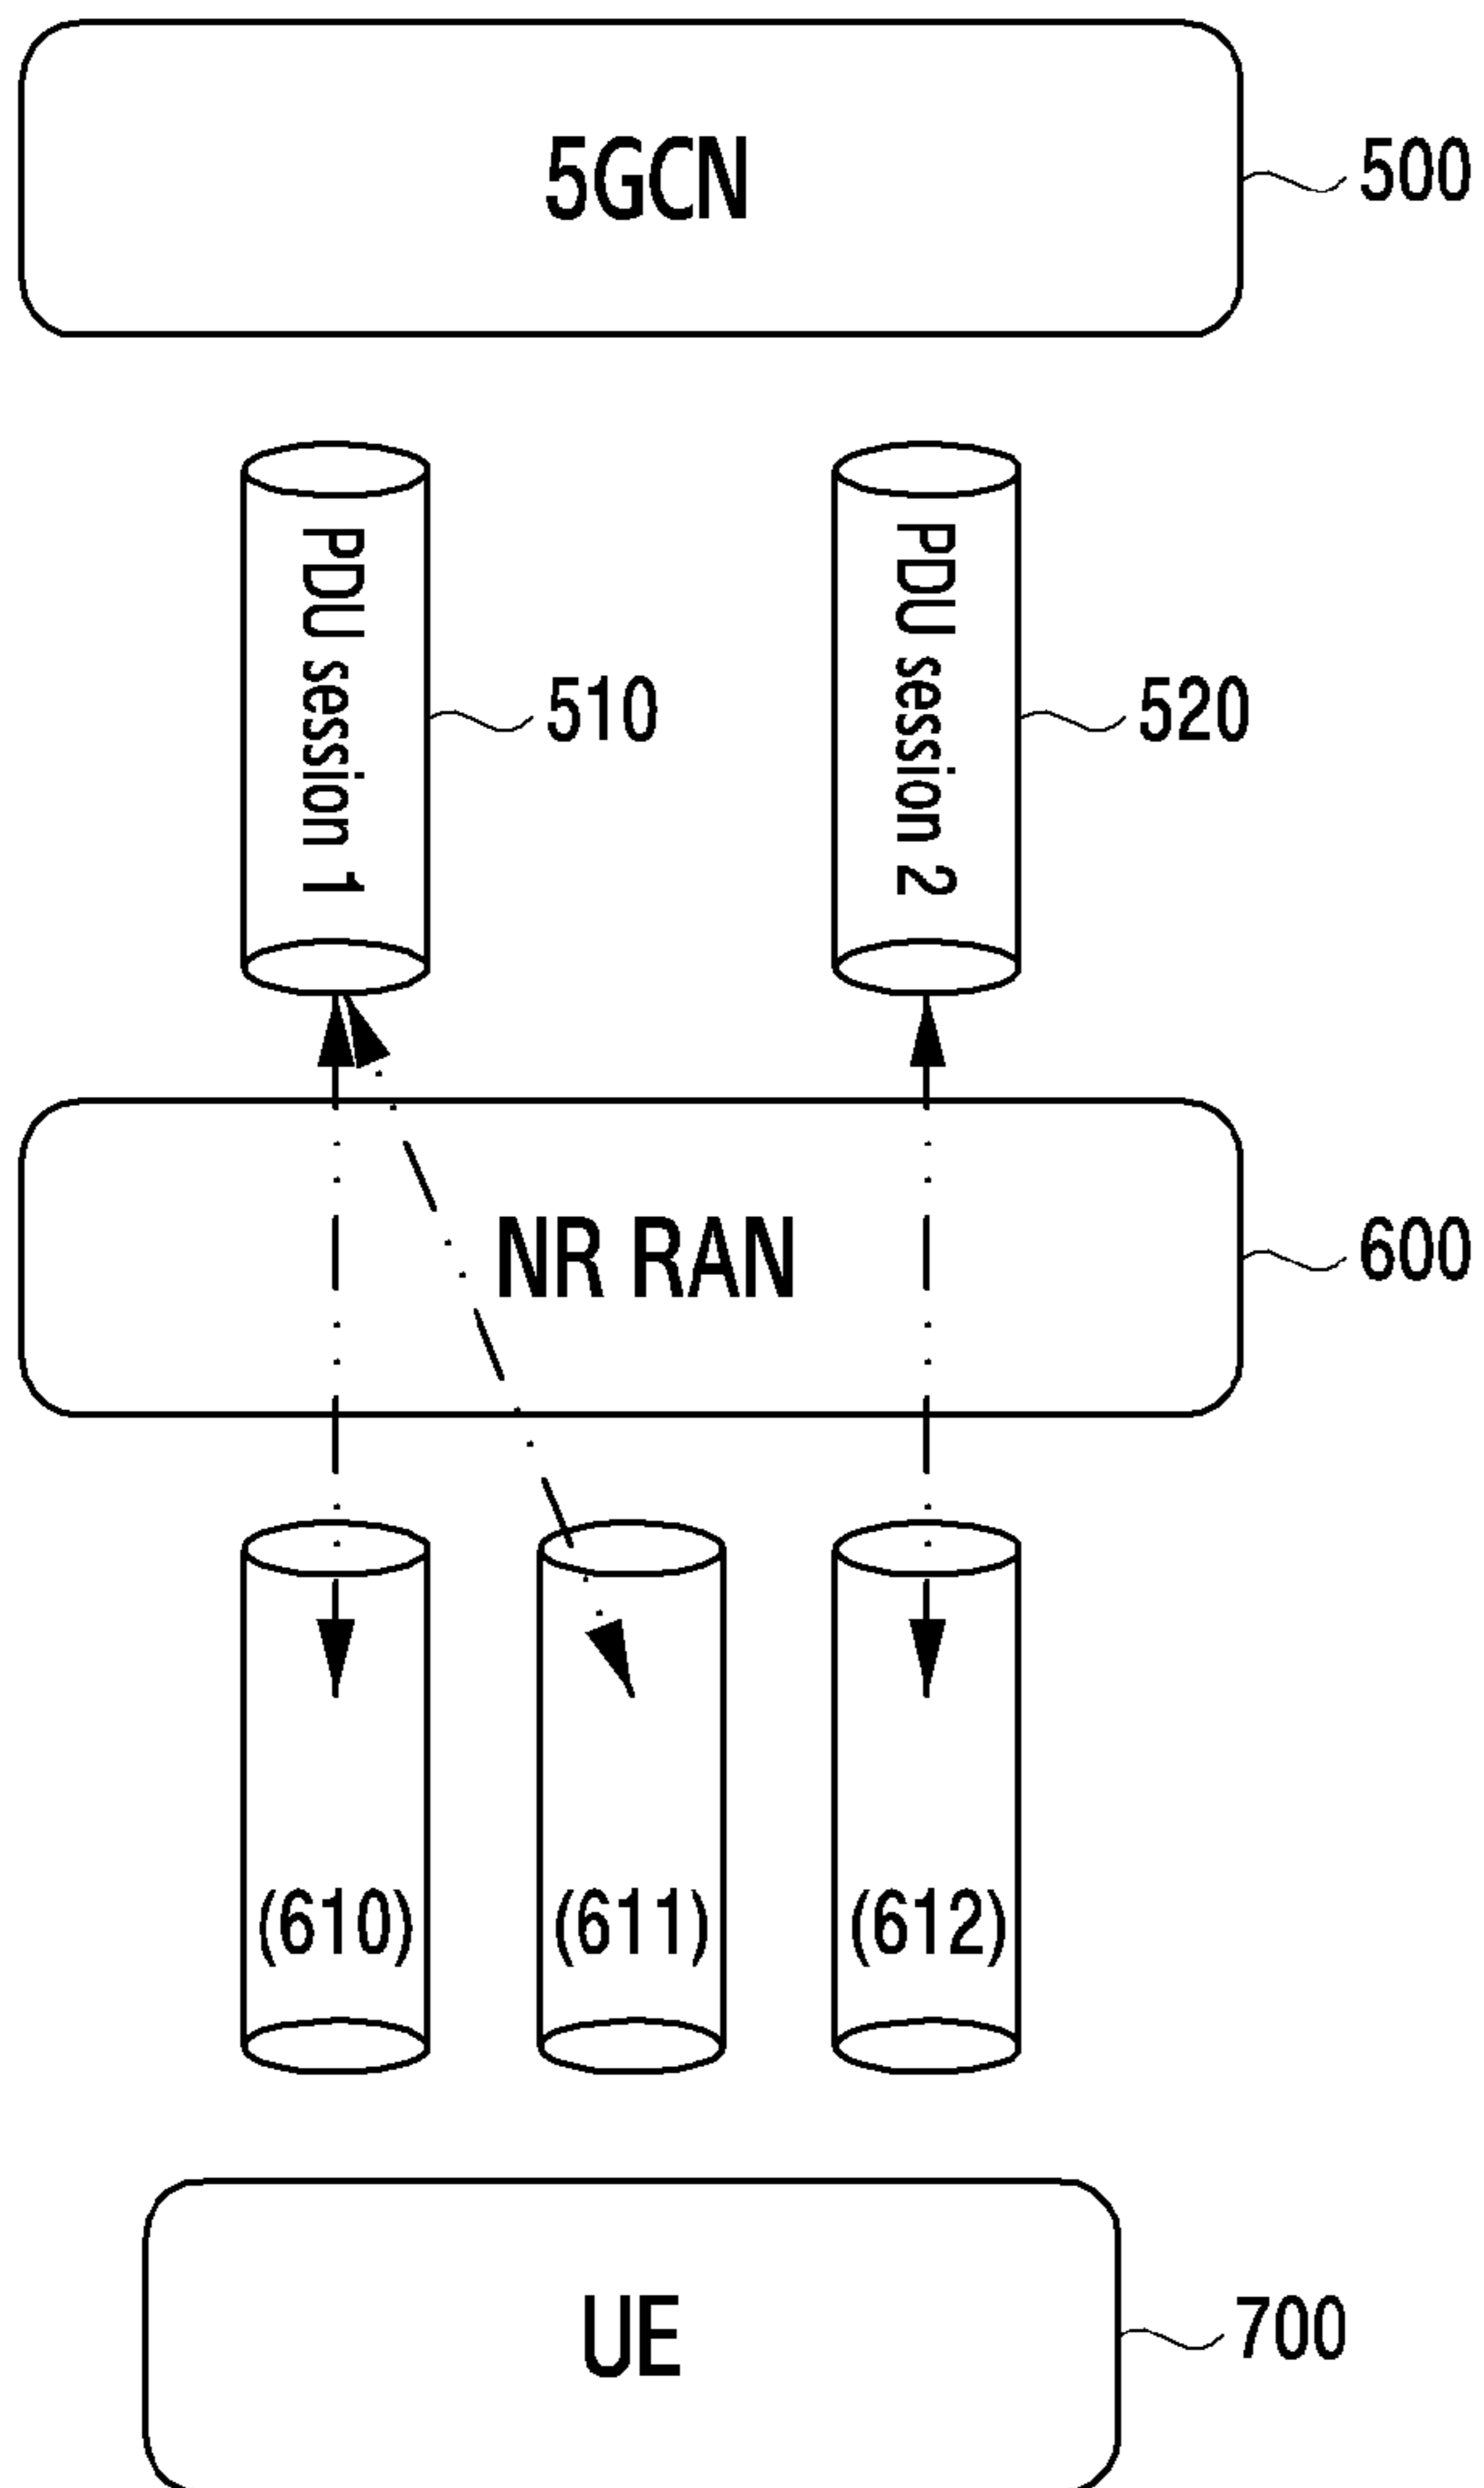 5GCN
500
PDU session 1
510
PDU session 2
520
NR RAN
600
(610)
(611)
(612)
UE
700